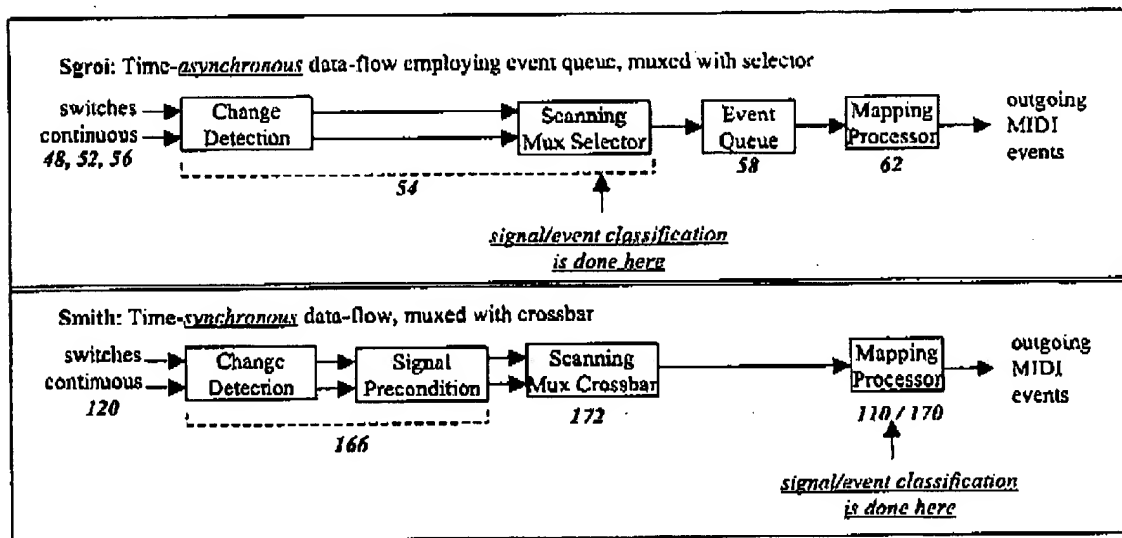 Sgroi: Time-asynchronous data-flow employing event queue, muxed with selector
switches
continuous
48, 52, 56
Change
Detection
Scanning
Mux Selector
54
Event
Queue
58
Mapping
Processor
62
outgoing
MIDI
events
signal/event classification
is done here
Smith: Time-synchronous data-flow, muxed with crossbar
switches
continuous
120
Change
Detection
Signal
Precondition
166
Scanning
Mux Crossbar
172
Mapping
Processor
110 / 170
outgoing
MIDI
events
signal/event classification
is done here